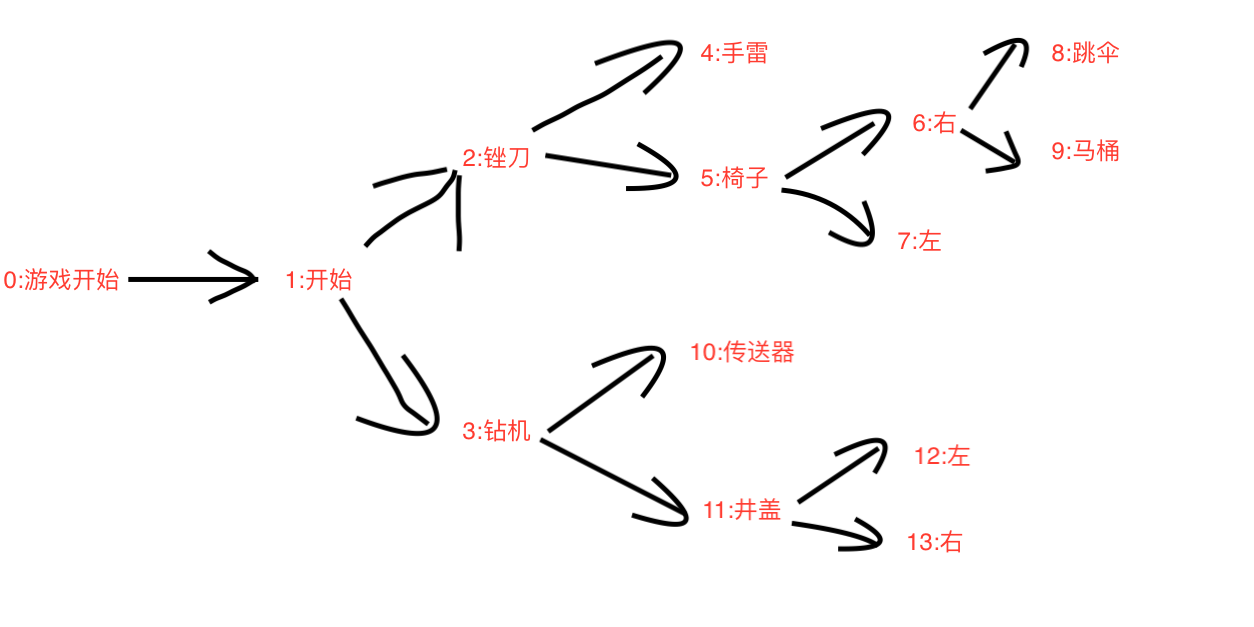 4:手雷
8:跳伞
6:右
9:马桶
2:锉刀
5:椅子
7:左
0:游戏开始
1:开始
10:传送器
3:钻机
12:左
11:井盖
13:右